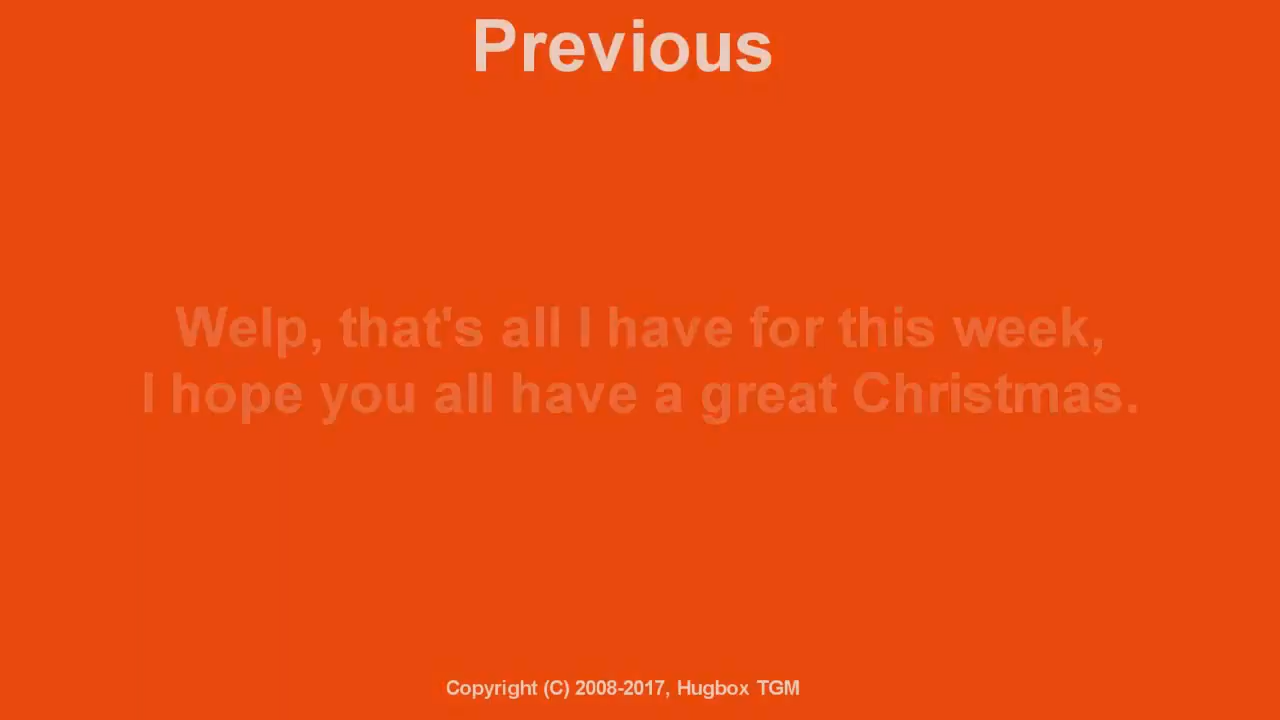 Previous
Welp, that's all I have for this week,
I hope you all have a great Christmas.
Copyright (C) 2008-2017, Hugbox TGM